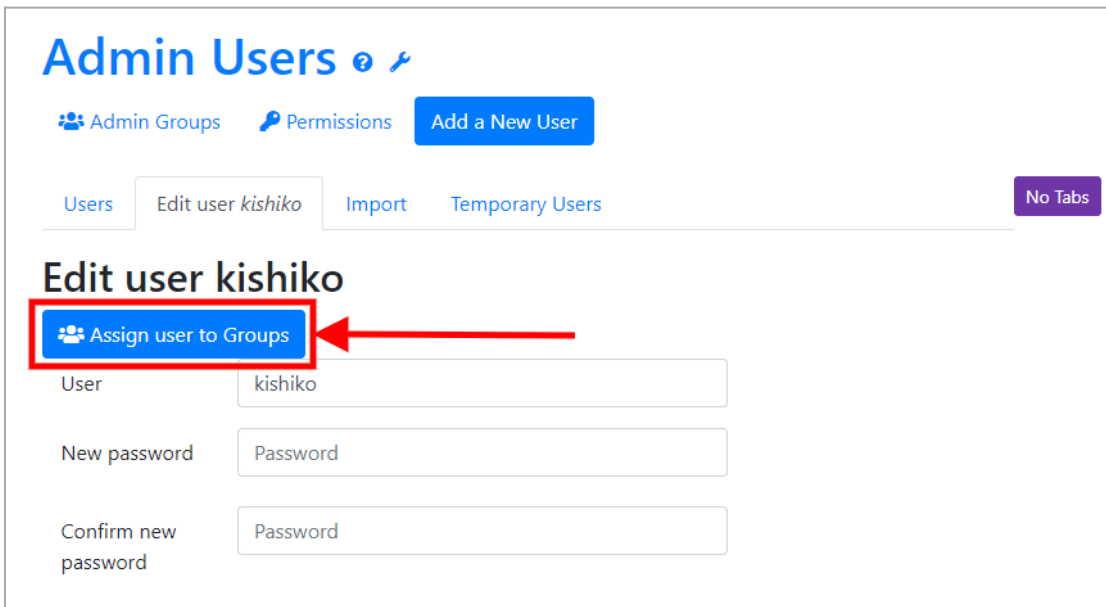 Admin Users
Admin Groups Permissions Add a New User
Users Edit user kishiko Import Temporary Users No Tabs
Edit user kishiko
Assign user to Groups
User kishiko
New password Password
Confirm new Password
password